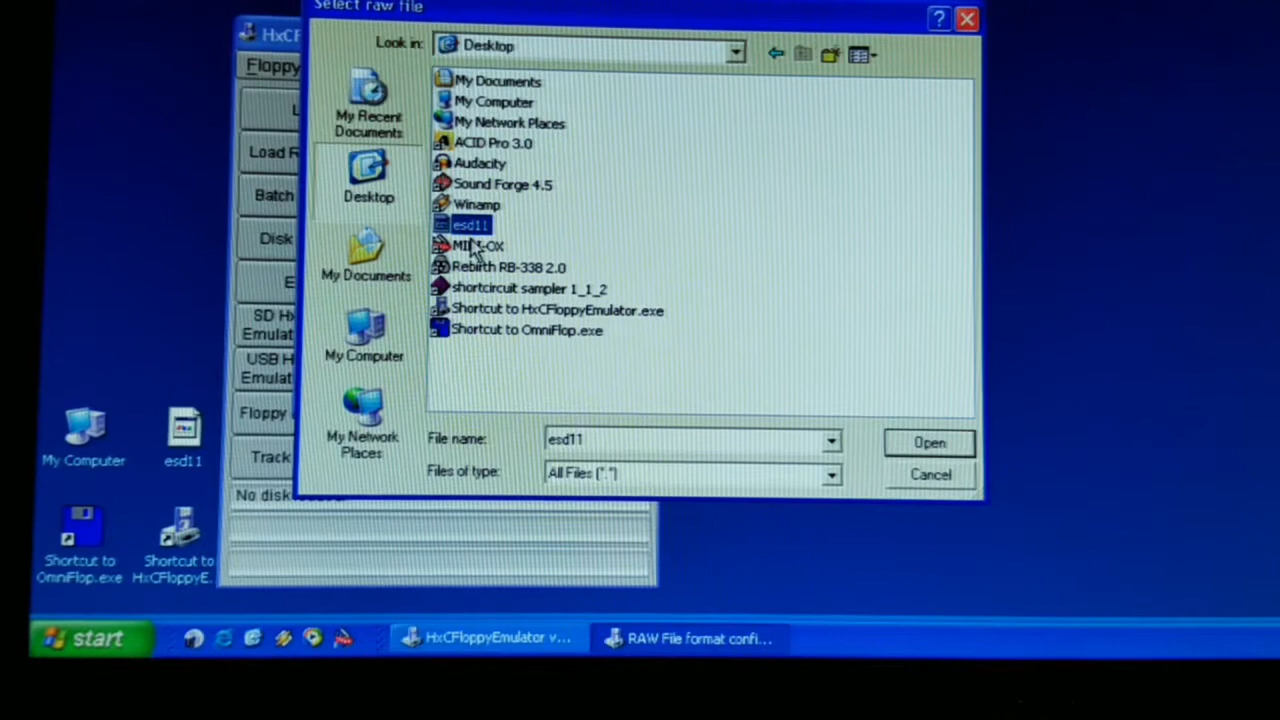 Select raw file
HxCF
Look in:
Desktop
Floppy
My Documents
My Computer
My Recent
Documents
My Network Places
ACID Pro 3.0
Load R
Audacity
Desktop
Sound Forge 4.5
Batch
Winamp
esd11
Disk
My Documents
Rebirth RB-338 2.0
shortcircuit sampler 1_1_2
SD Hx
Emulat
Shortcut to HxCFloppyEmulator.exe
Shortcut to OmniFlop.exe
My Computer
USB H
Emulat
Floppy
My Network
Places
File name:
esd11
Open
Track
Files of type:
All Files (*.*)
Cancel
No disk
My Computer
esd11
Shortcut to
OmniFlop.exe
Shortcut to
HxCFloppyE...
start
HxCFloppyEmulator v...
RAW File format confi...